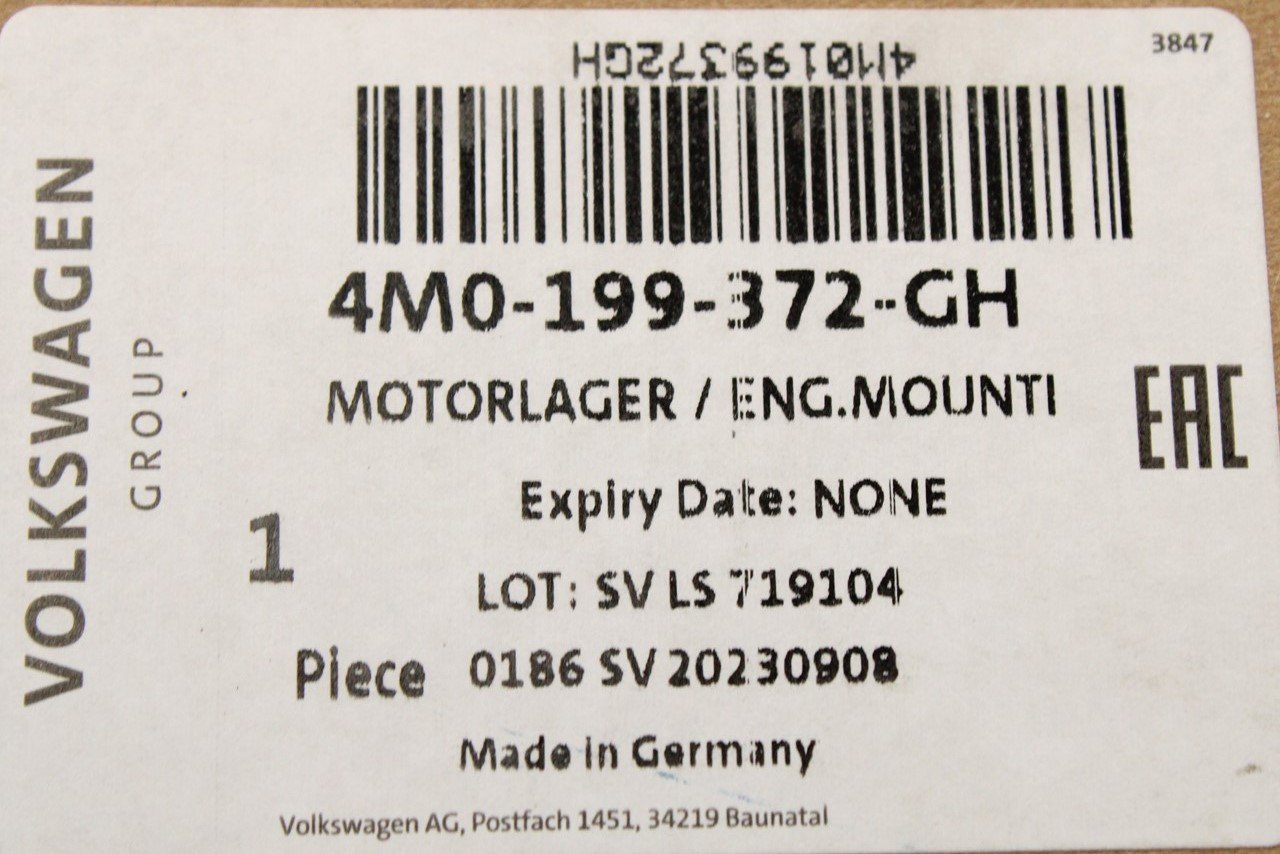 3847
4M0199372GH
4M0-199-372-GH
MOTORLAGER / ENG.MOUNTI
EAC
Expiry Date: NONE
1
LOT: SV LS 719104
Piece 0186 SV 20230908
Made in Germany
Volkswagen AG, Postfach 1451, 34219 Baunatal
VOLKSWAGEN
GROUP